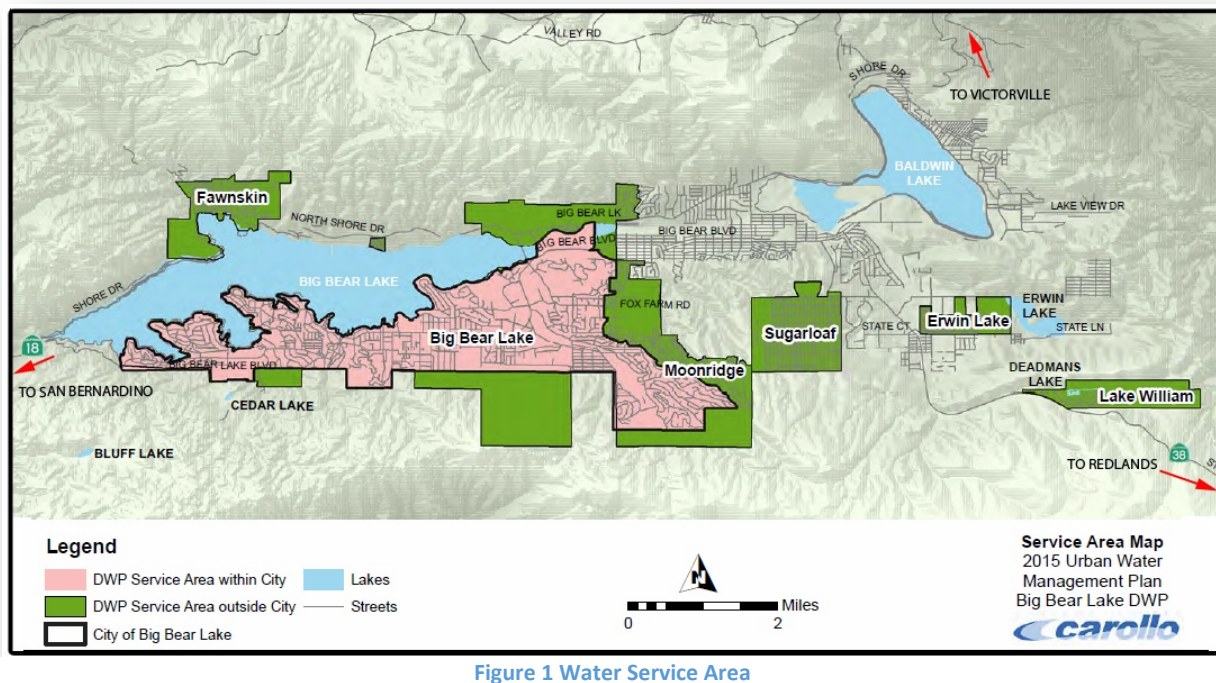 VALLEY RD
SHORE DR
TO VICTORVILLE
BALDWIN
LAKE
Fawnskin
NORTH SHORE DR
BIG BEAR LK
LAKE VIEW DR
BIG BEAR BLVD
BIG BEAR BLVD
BIG BEAR LAKE
SHORE DR
FOX FARM RD
ERWIN
LAKE
Erwin Lake
STATE CT
STATE LN
Sugarloaf
Big Bear Lake
18
BIG BEAR LAKE BLVD
Moonridge
DEADMANS
LAKE
TO SAN BERNARDINO
Lake William
CEDAR LAKE
BLUFF LAKE
38
TO REDLANDS
Legend
DWP Service Area within City
DWP Service Area outside City
City of Big Bear Lake
Lakes
Streets
N
Miles
0
2
Service Area Map
2015 Urban Water
Management Plan
Big Bear Lake DWP
carollo
Figure 1 Water Service Area